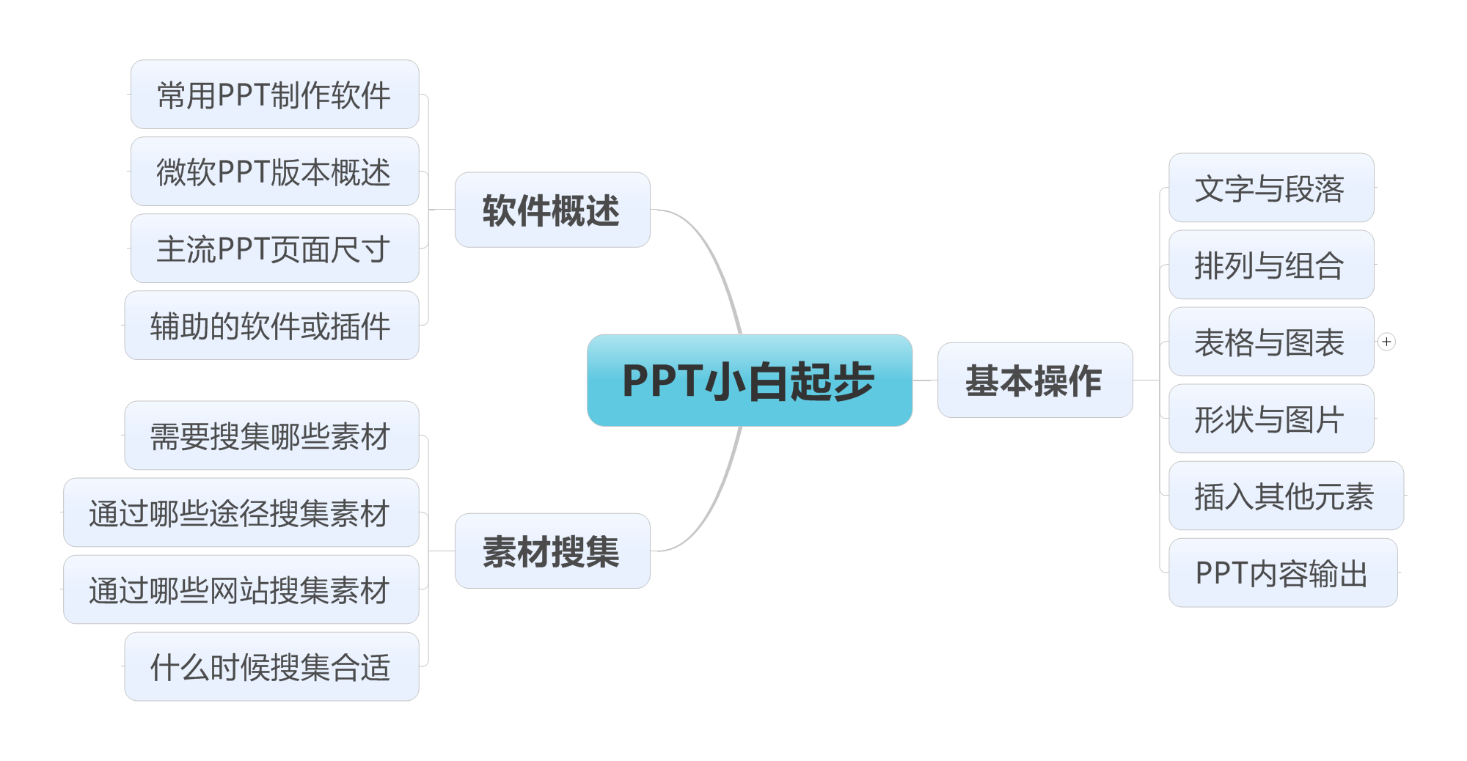 PPT小白起步
软件概述
常用PPT制作软件
微软PPT版本概述
主流PPT页面尺寸
辅助的软件或插件
素材搜集
需要搜集哪些素材
通过哪些途径搜集素材
通过哪些网站搜集素材
什么时候搜集合适
基本操作
文字与段落
排列与组合
表格与图表
形状与图片
插入其他元素
PPT内容输出